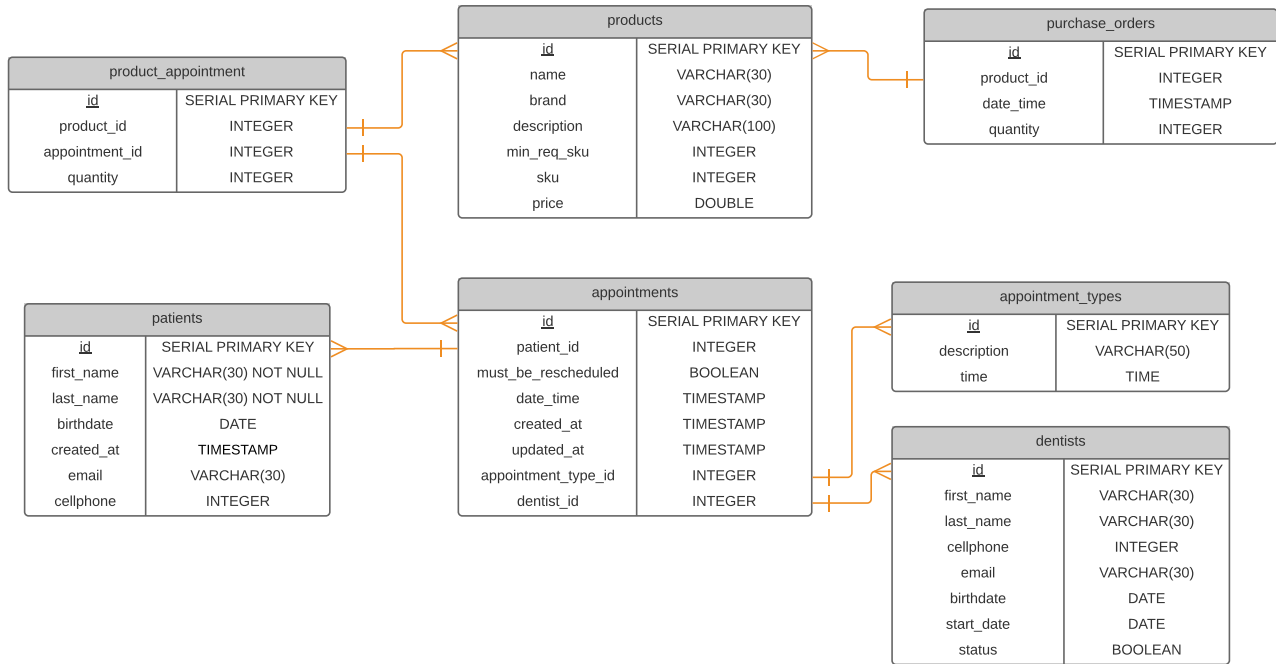 product_appointment
id SERIAL PRIMARY KEY
product_id INTEGER
appointment_id INTEGER
quantity INTEGER
products
id SERIAL PRIMARY KEY
name VARCHAR(30)
brand VARCHAR(30)
description VARCHAR(100)
min_req_sku INTEGER
sku INTEGER
price DOUBLE
purchase_orders
id SERIAL PRIMARY KEY
product_id INTEGER
date_time TIMESTAMP
quantity INTEGER
patients
id SERIAL PRIMARY KEY
first_name VARCHAR(30) NOT NULL
last_name VARCHAR(30) NOT NULL
birthdate DATE
created_at TIMESTAMP
email VARCHAR(30)
cellphone INTEGER
appointments
id SERIAL PRIMARY KEY
patient_id INTEGER
must_be_rescheduled BOOLEAN
date_time TIMESTAMP
created_at TIMESTAMP
updated_at TIMESTAMP
appointment_type_id INTEGER
dentist_id INTEGER
appointment_types
id SERIAL PRIMARY KEY
description VARCHAR(50)
time TIME
dentists
id SERIAL PRIMARY KEY
first_name VARCHAR(30)
last_name VARCHAR(30)
cellphone INTEGER
email VARCHAR(30)
birthdate DATE
start_date DATE
status BOOLEAN